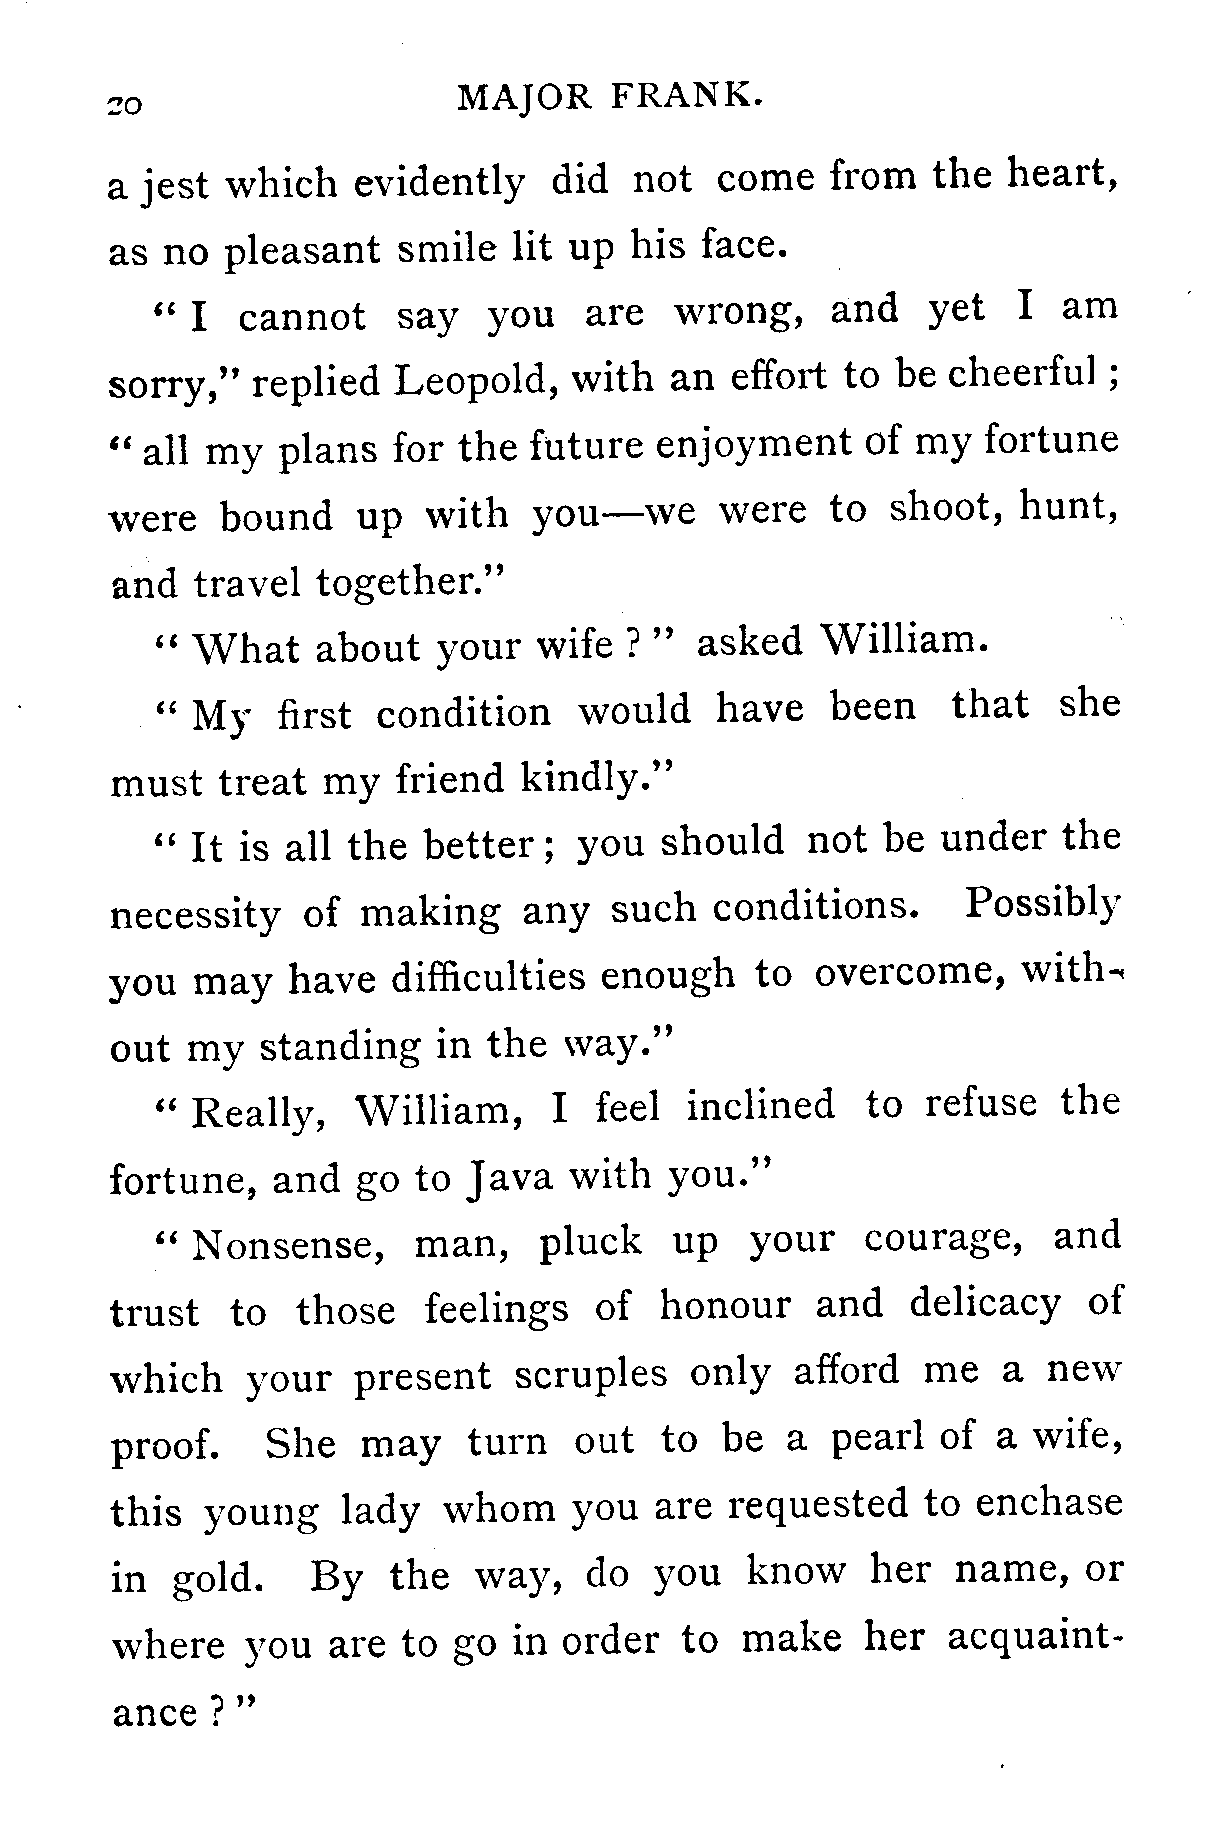 20 MAJOR FRANK.
a jest which evidently did not come from the heart,
as no pleasant smile lit up his face.
“ I cannot say you are wrong, and yet I am
sorry,” replied Leopold, with an effort to be cheerful ;
“ all my plans for the future enjoyment of my fortune
were bound up with you—we were to shoot, hunt,
and travel together.”
“ What about your wife ? ” asked William.
“ My first condition would have been that she
must treat my friend kindly.”
“ It is all the better ; you should not be under the
necessity of making any such conditions. Possibly
you may have difficulties enough to overcome, with-
out my standing in the way.”
“ Really, William, I feel inclined to refuse the
fortune, and go to Java with you.”
“ Nonsense, man, pluck up your courage, and
trust to those feelings of honour and delicacy of
which your present scruples only afford me a new
proof. She may turn out to be a pearl of a wife,
this young lady whom you are requested to enchase
in gold. By the way, do you know her name, or
where you are to go in order to make her acquaint-
ance ? ”